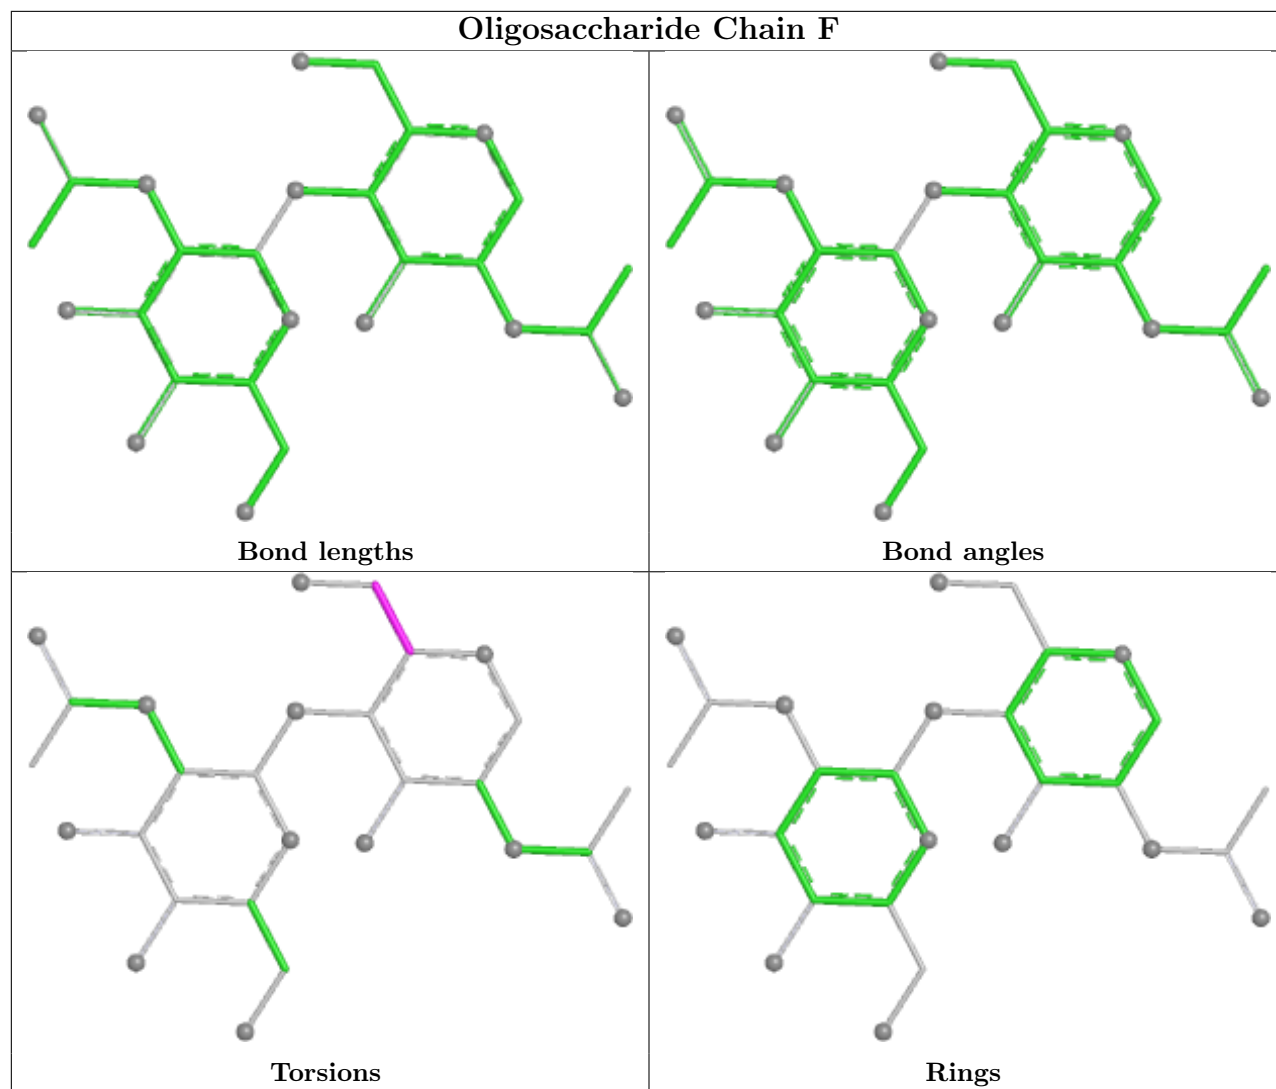 Oligosaccharide Chain F
Bond lengths
Bond angles
Torsions
Rings